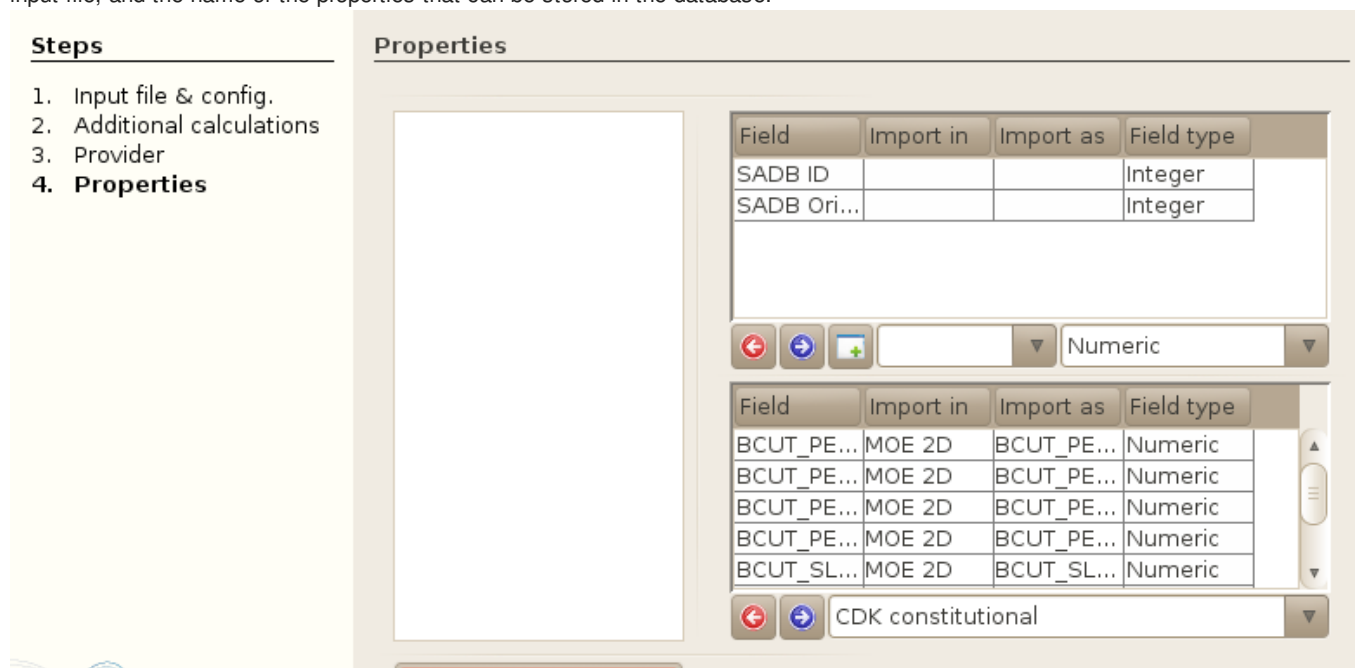 input file, and the name of the properties that can be stored in the database.
Steps
1. Input file & config.
2. Additional calculations
3. Provider
4. Properties
Properties
Field Import in Import as Field type
SADB ID Integer
SADB Ori... Integer
Numeric
Field Import in Import as Field type
BCUT_PE... MOE 2D BCUT_PE... Numeric
BCUT_PE... MOE 2D BCUT_PE... Numeric
BCUT_PE... MOE 2D BCUT_PE... Numeric
BCUT_PE... MOE 2D BCUT_PE... Numeric
BCUT_SL... MOE 2D BCUT_SL... Numeric
CDK constitutional